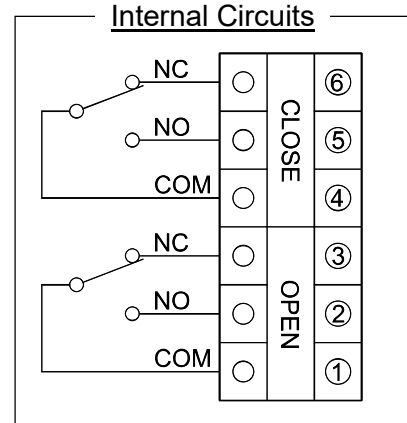 Internal Circuits
NC ⑥
NO ⑤
COM ④
CLOSE
NC ③
NO ②
COM ①
OPEN